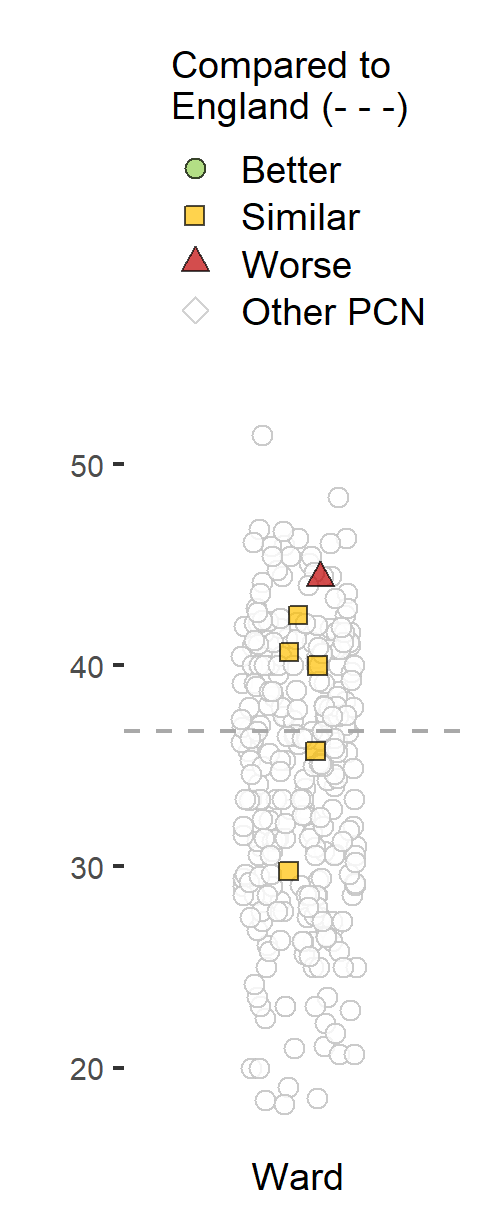 Compared to
England (- - -)
Better
Similar
Worse
Other PCN
50
40
30
20
Ward